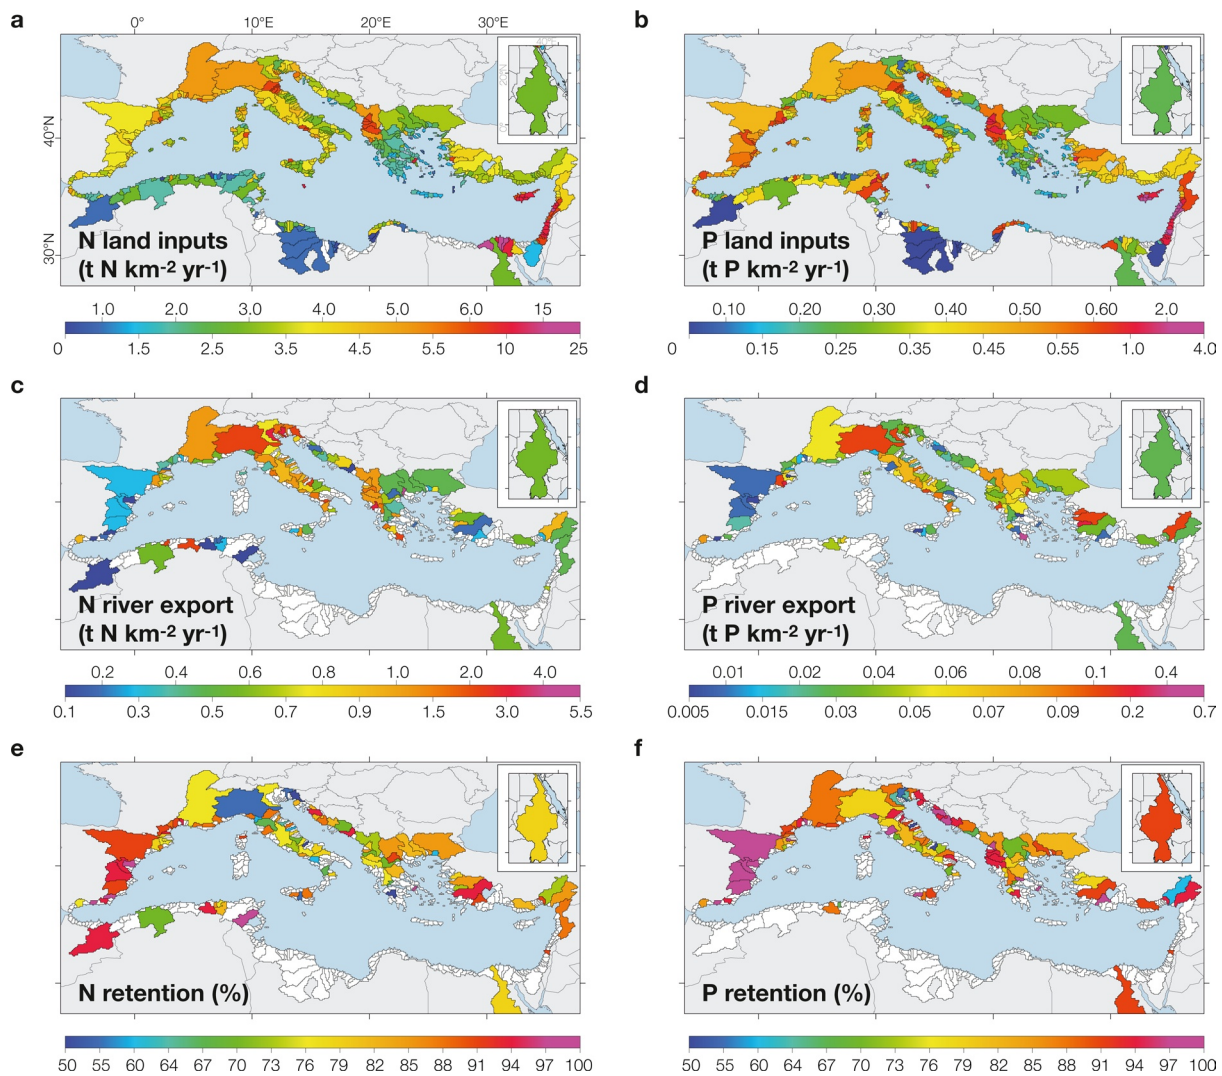 a
b
0° 10°E 20°E 30°E
40°N
30°N
N land inputs
(t N km-2 yr-1)
P land inputs
(t P km-2 yr-1)
1.0 2.0 3.0 4.0 5.0 6.0 15
0 1.5 2.5 3.5 4.5 5.5 10 25
0.10 0.20 0.30 0.40 0.50 0.60 2.0
0 0.15 0.25 0.35 0.45 0.55 1.0 4.0
c
d
N river export
(t N km-2 yr-1)
P river export
(t P km-2 yr-1)
0.2 0.4 0.6 0.8 1.0 2.0 4.0
0.1 0.3 0.5 0.7 0.9 1.5 3.0 5.5
0.01 0.02 0.04 0.06 0.08 0.1 0.4
0.005 0.015 0.03 0.05 0.07 0.09 0.2 0.7
e
f
N retention (%)
P retention (%)
50 55 60 64 67 70 73 76 79 82 85 88 91 94 97 100
50 55 60 64 67 70 73 76 79 82 85 88 91 94 97 100